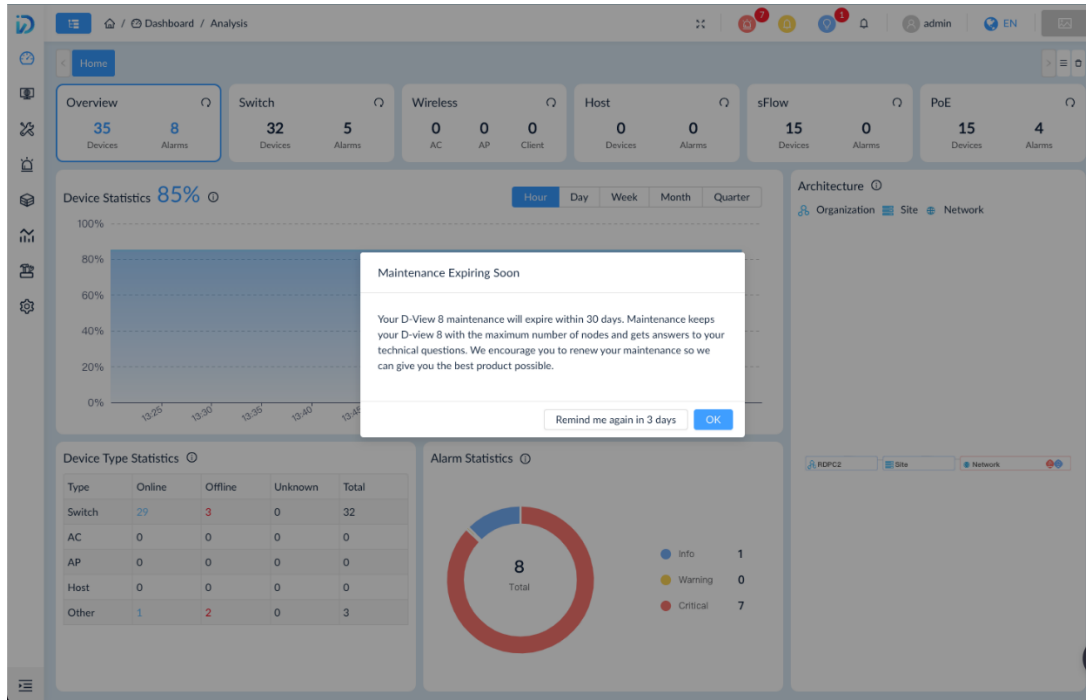 / Dashboard / Analysis
7
1
admin
EN
Home
Overview
35 8
Devices Alarms
Switch
32 5
Devices Alarms
Wireless
0 0 0
AC AP Client
Host
0 0
Devices Alarms
sFlow
15 0
Devices Alarms
PoE
15 4
Devices Alarms
Device Statistics 85%
Hour Day Week Month Quarter
100%
80%
60%
40%
20%
0%
13:25 13:30 13:35 13:40 13:45
Architecture
Organization Site Network
RDPC2 Site Network
Maintenance Expiring Soon
Your D-View 8 maintenance will expire within 30 days. Maintenance keeps
your D-view 8 with the maximum number of nodes and gets answers to your
technical questions. We encourage you to renew your maintenance so we
can give you the best product possible.
Remind me again in 3 days OK
Device Type Statistics
Type Online Offline Unknown Total
Switch 29 3 0 32
AC 0 0 0 0
AP 0 0 0 0
Host 0 0 0 0
Other 1 2 0 3
Alarm Statistics
8
Total
Info 1
Warning 0
Critical 7